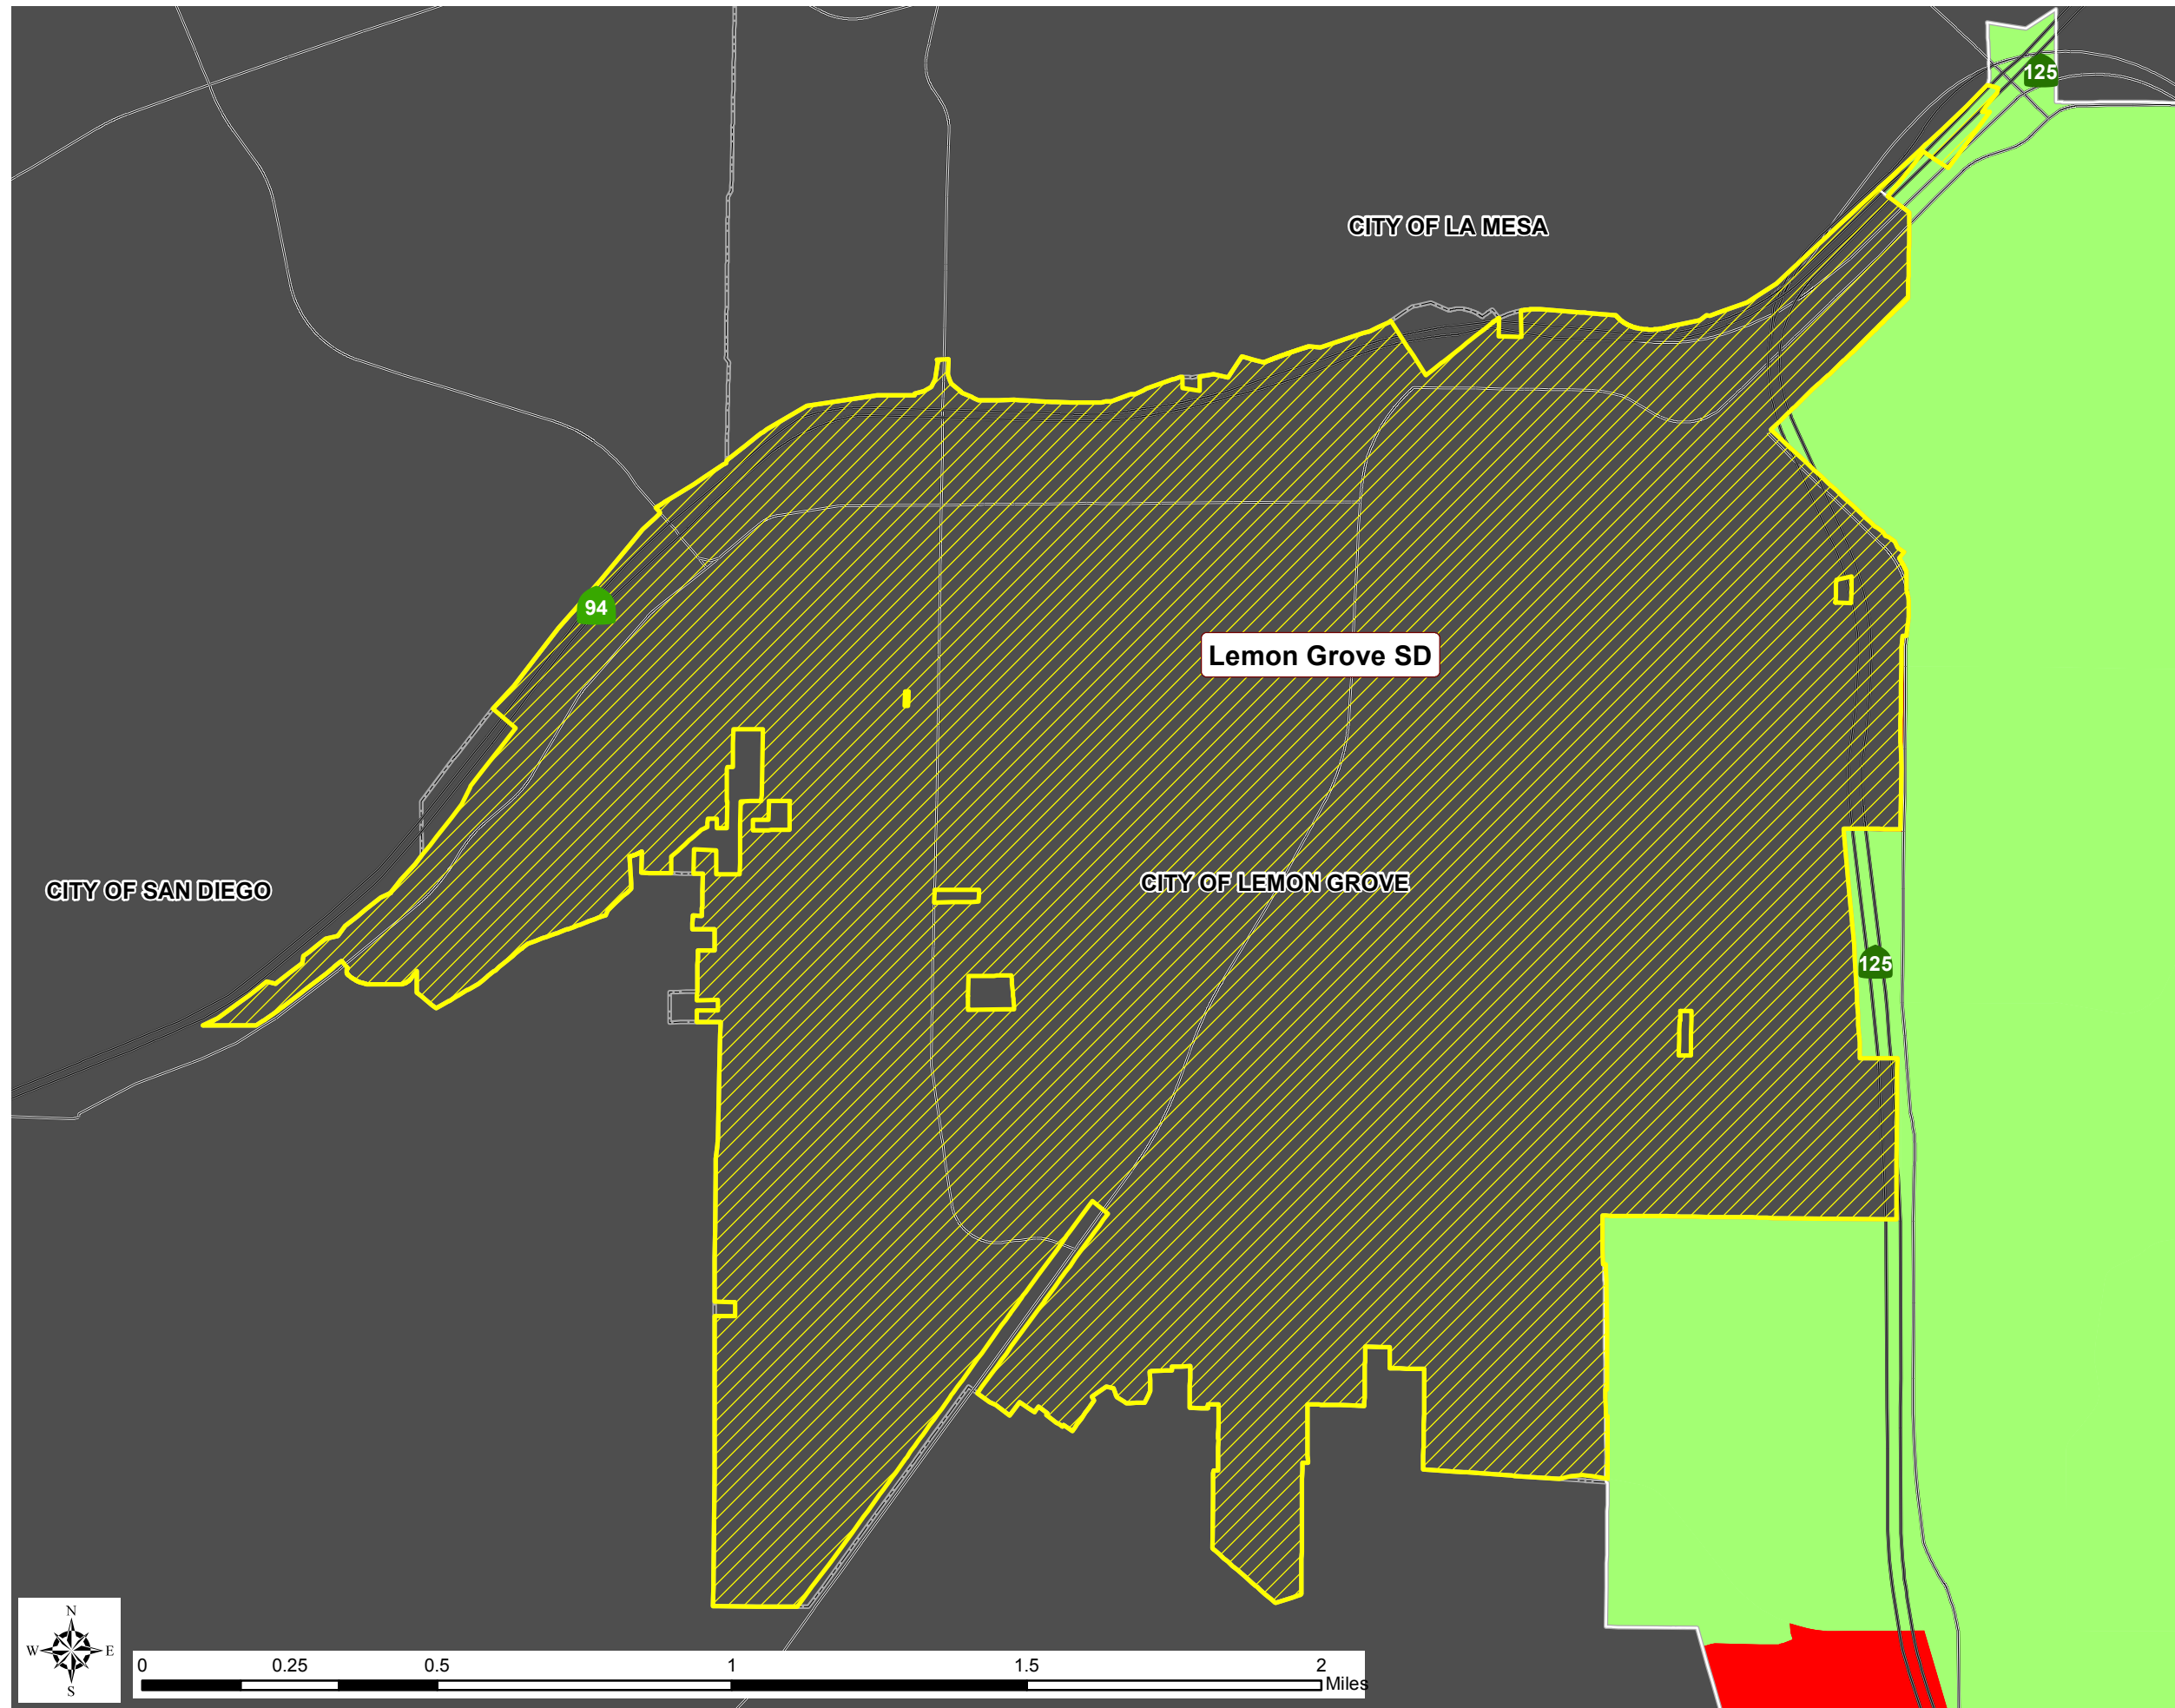 125
CITY OF LA MESA
94
Lemon Grove SD
CITY OF LEMON GROVE
CITY OF SAN DIEGO
125
N
W E
S
0 0.25 0.5 1 1.5 2
Miles